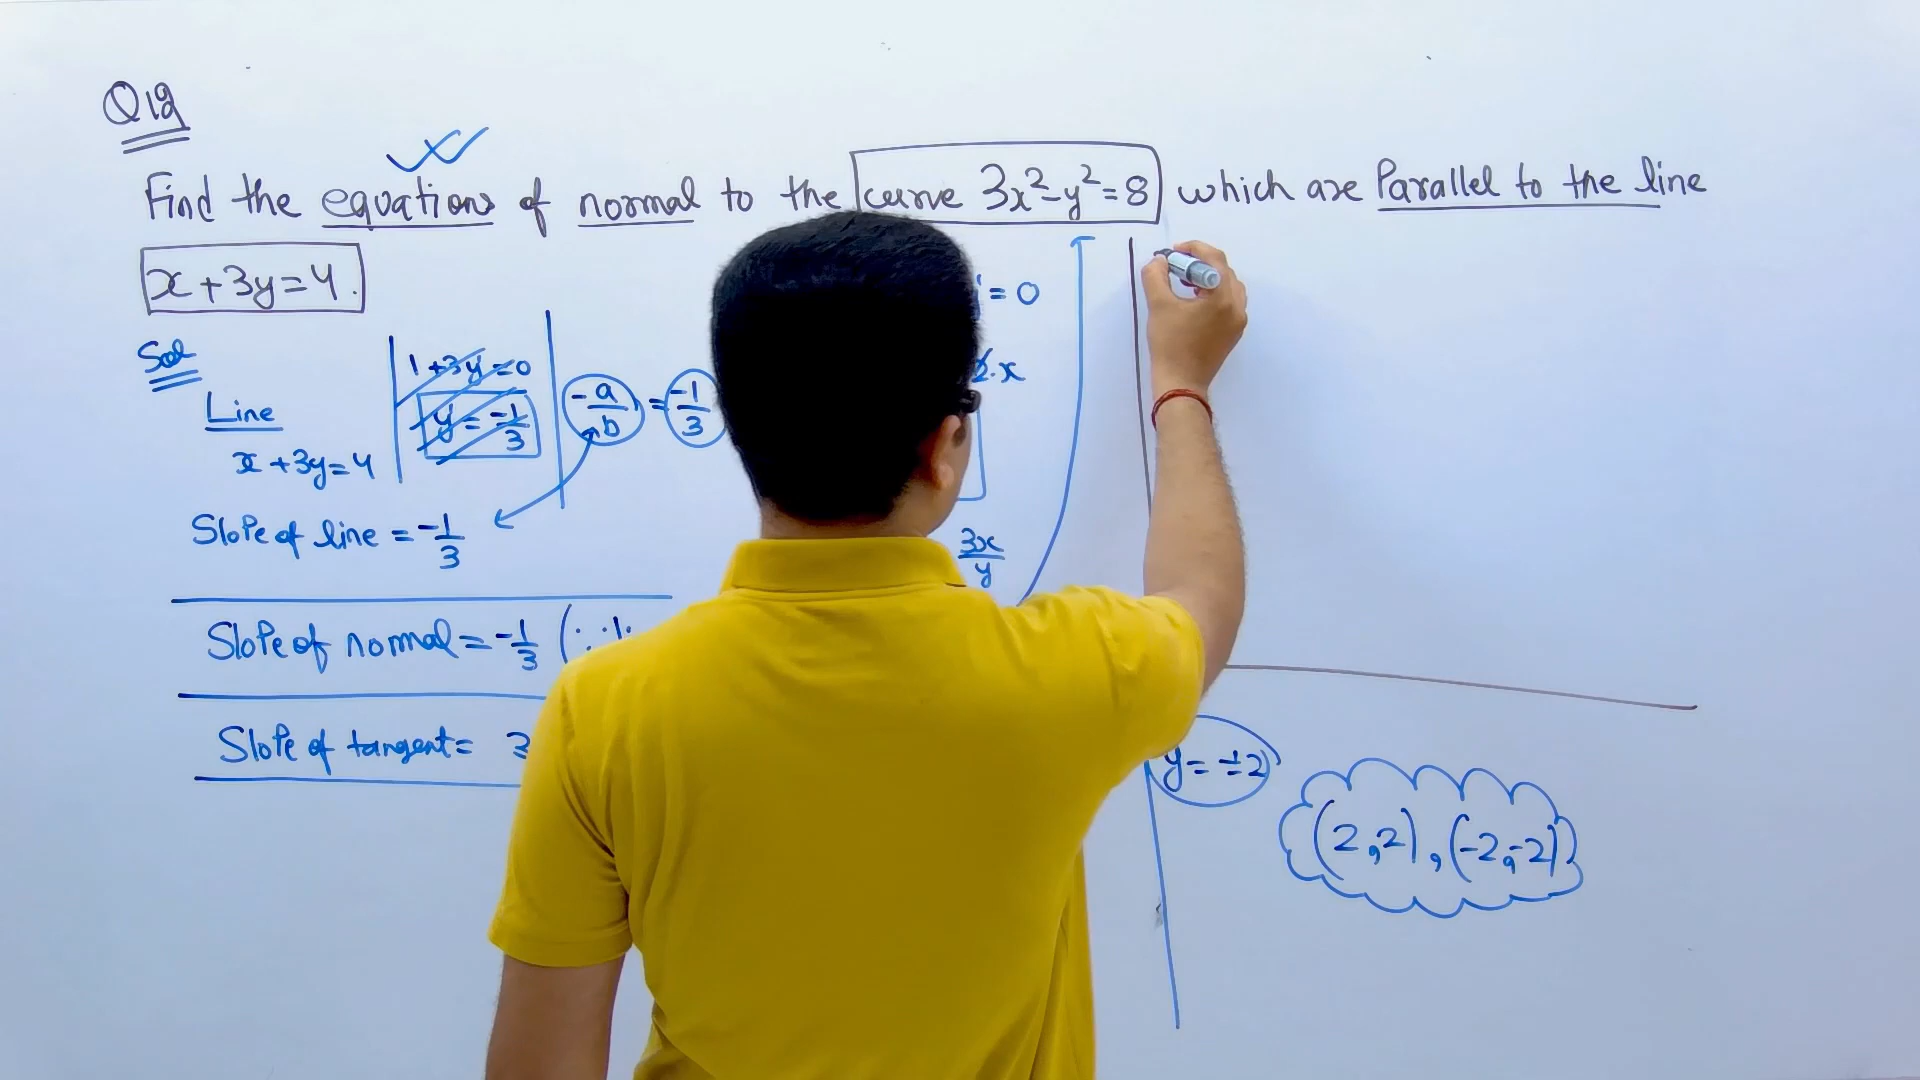 Q12
Find the equations of normal to the curve 3x²-y²=8 which are Parallel to the line
x+3y=4.
Sol
1+3y'=0
y'=-1/3
-a/b = -1/3
Line
x+3y=4
Slope of line = -1/3
Slope of normal = -1/3 (∵
Slope of tangent = 3
= 0
2.x
3x/y
y=±2
(2,2), (-2,-2)